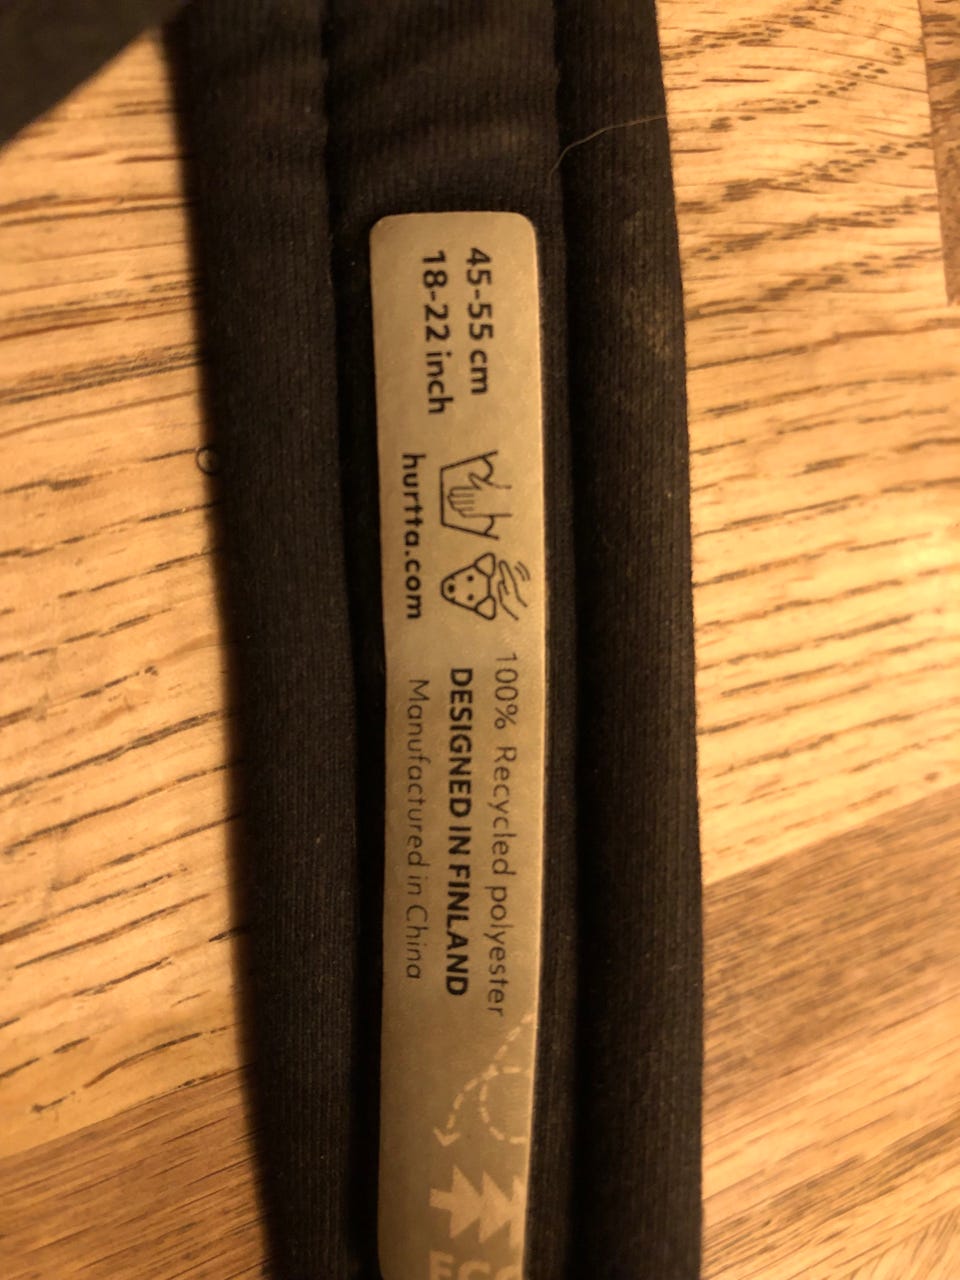 45-55 cm
18-22 inch
hurtta.com
100% Recycled polyester
DESIGNED IN FINLAND
Manufactured in China